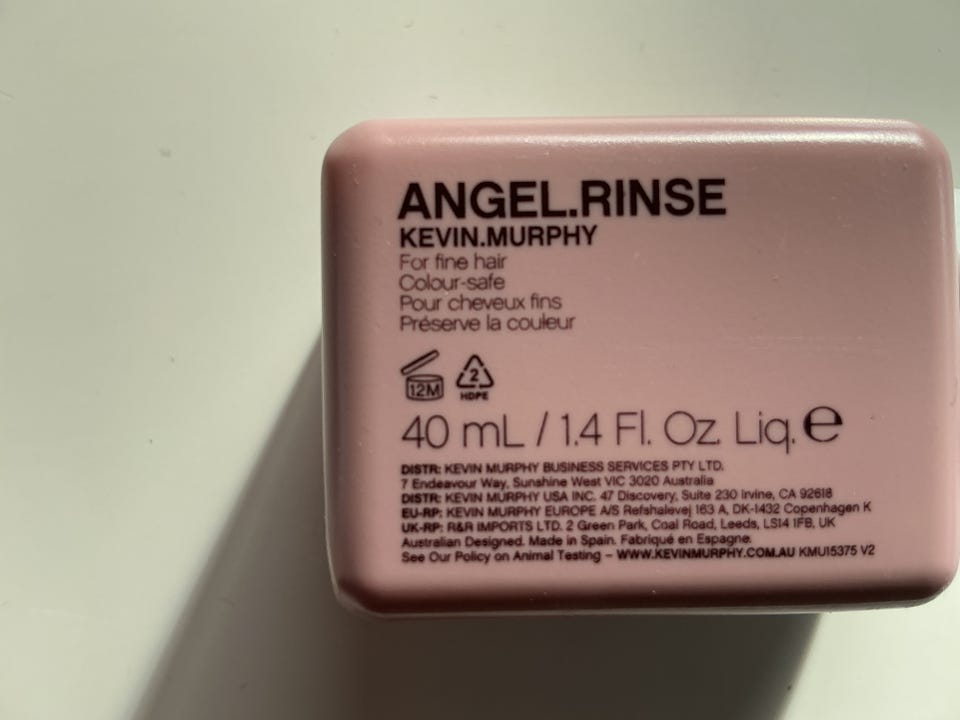 ANGEL.RINSE
KEVIN.MURPHY
For fine hair
Colour-safe
Pour cheveux fins
Préserve la couleur
12M
2
HDPE
40 mL / 1.4 Fl. Oz. Liq. ℮
DISTR: KEVIN MURPHY BUSINESS SERVICES PTY LTD.
7 Endeavour Way, Sunshine West VIC 3020 Australia
DISTR: KEVIN MURPHY USA INC. 47 Discovery, Suite 230 Irvine, CA 92618
EU-RP: KEVIN MURPHY EUROPE A/S Refshalevej 163 A, DK-1432 Copenhagen K
UK-RP: R&R IMPORTS LTD. 2 Green Park, Coal Road, Leeds, LS14 1FB, UK
Australian Designed. Made in Spain. Fabriqué en Espagne.
See Our Policy on Animal Testing – WWW.KEVINMURPHY.COM.AU KMU15375 V2